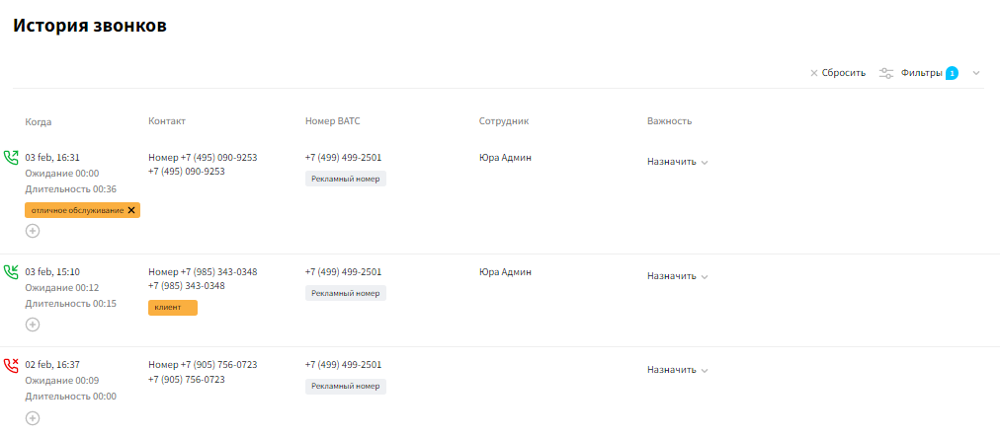 История звонков
Сбросить Фильтры 1
Когда Контакт Номер ВАТС Сотрудник Важность
03 feb, 16:31 Номер +7 (495) 090-9253 +7 (499) 499-2501 Юра Админ Назначить
Ожидание 00:00 +7 (495) 090-9253 Рекламный номер
Длительность 00:36
отличное обслуживание
03 feb, 15:10 Номер +7 (985) 343-0348 +7 (499) 499-2501 Юра Админ Назначить
Ожидание 00:12 +7 (985) 343-0348 Рекламный номер
Длительность 00:15 клиент
02 feb, 16:37 Номер +7 (905) 756-0723 +7 (499) 499-2501 Назначить
Ожидание 00:09 +7 (905) 756-0723 Рекламный номер
Длительность 00:00